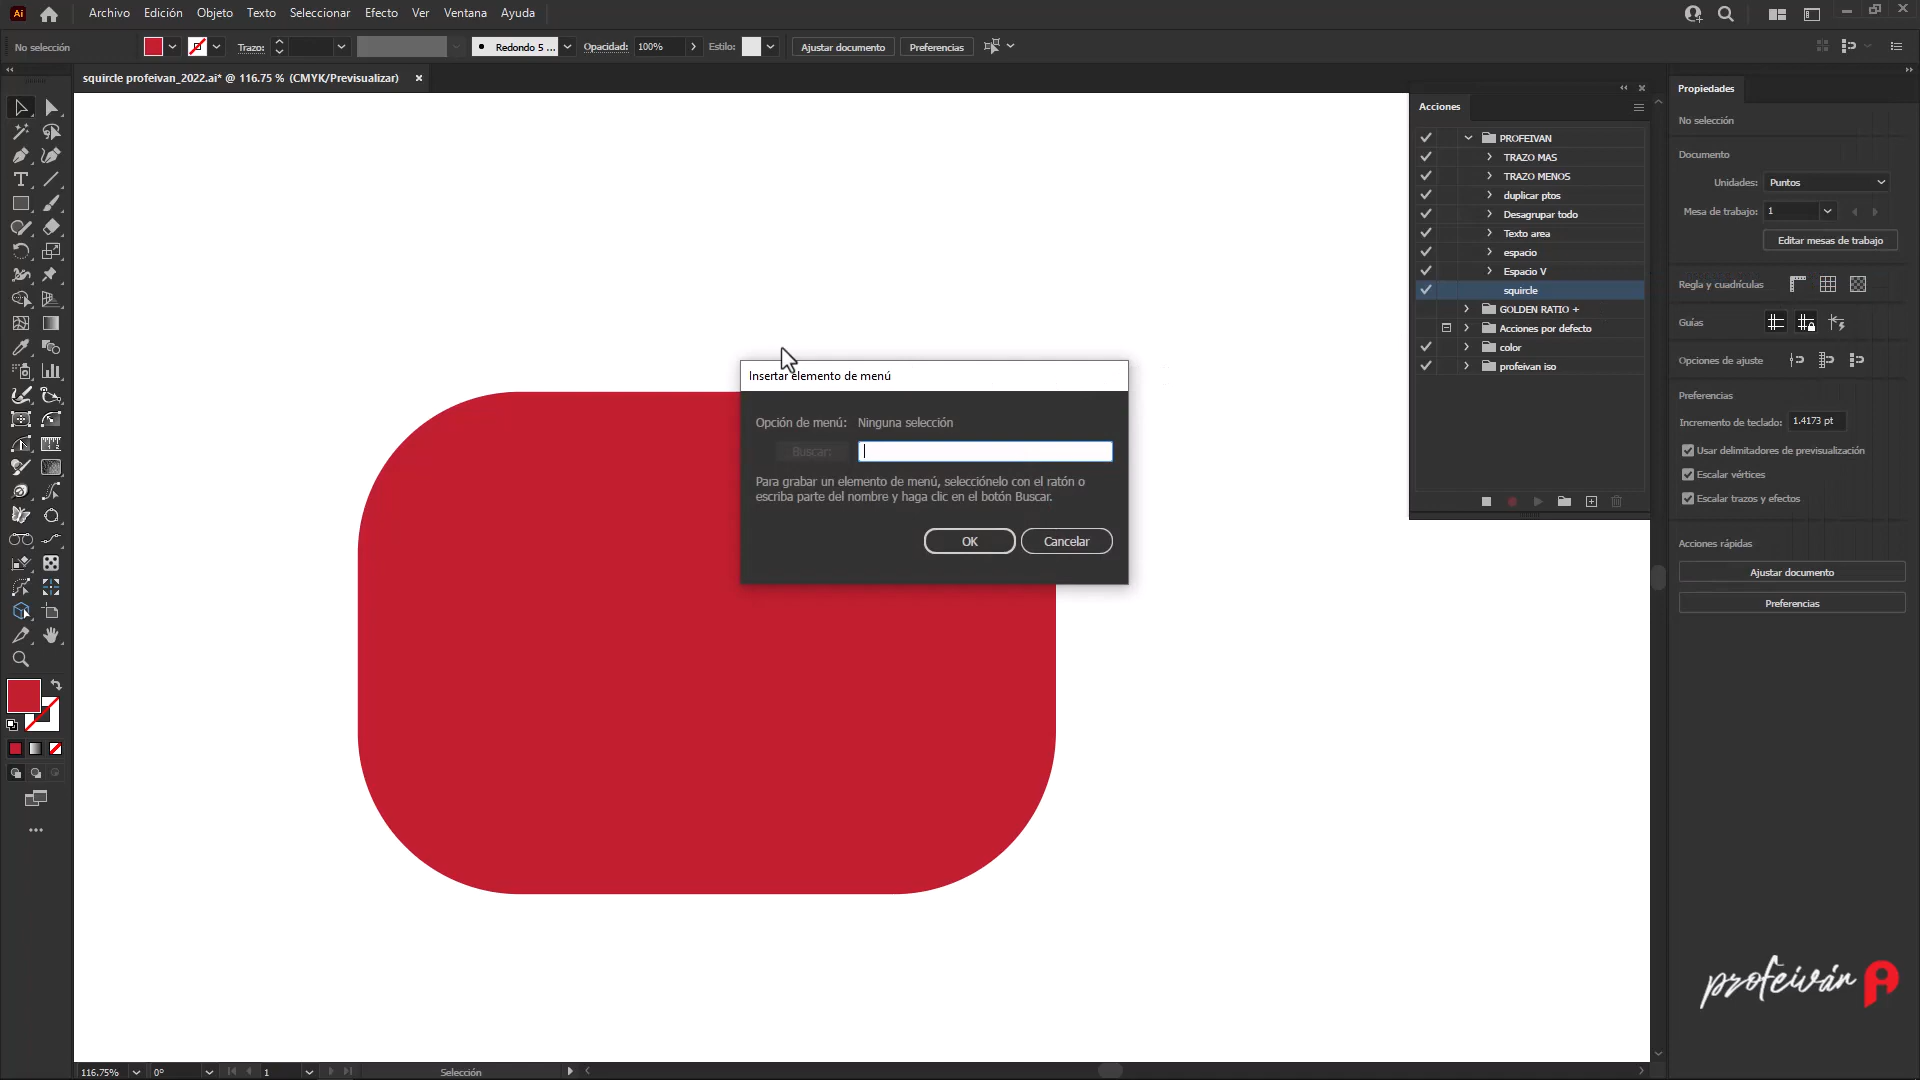 Ai
Archivo Edición Objeto Texto Seleccionar Efecto Ver Ventana Ayuda
No selección Trazo: Redondo 5 ... Opacidad: 100% Estilo: Ajustar documento Preferencias
squircle profeivan_2022.ai* @ 116.75 % (CMYK/Previsualizar) ×
Acciones
PROFEIVAN
TRAZO MAS
TRAZO MENOS
duplicar ptos
Desagrupar todo
Texto area
espacio
Espacio V
squircle
GOLDEN RATIO +
Acciones por defecto
color
profeivan iso
Insertar elemento de menú
Opción de menú: Ninguna selección
Buscar:
Para grabar un elemento de menú, selecciónelo con el ratón o
escriba parte del nombre y haga clic en el botón Buscar.
OK Cancelar
Propiedades
No selección
Documento
Unidades: Puntos
Mesa de trabajo: 1
Editar mesas de trabajo
Regla y cuadrículas
Guías
Opciones de ajuste
Preferencias
Incremento de teclado: 1.4173 pt
Usar delimitadores de previsualización
Escalar vértices
Escalar trazos y efectos
Acciones rápidas
Ajustar documento
Preferencias
profeiván
116.75% 0° 1 Selección